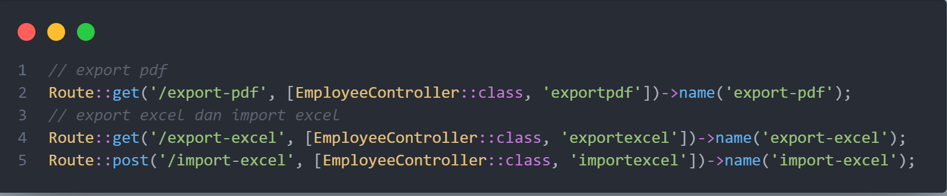 1 // export pdf
2 Route::get('/export-pdf', [EmployeeController::class, 'exportpdf'])->name('export-pdf');
3 // export excel dan import excel
4 Route::get('/export-excel', [EmployeeController::class, 'exportexcel'])->name('export-excel');
5 Route::post('/import-excel', [EmployeeController::class, 'importexcel'])->name('import-excel');